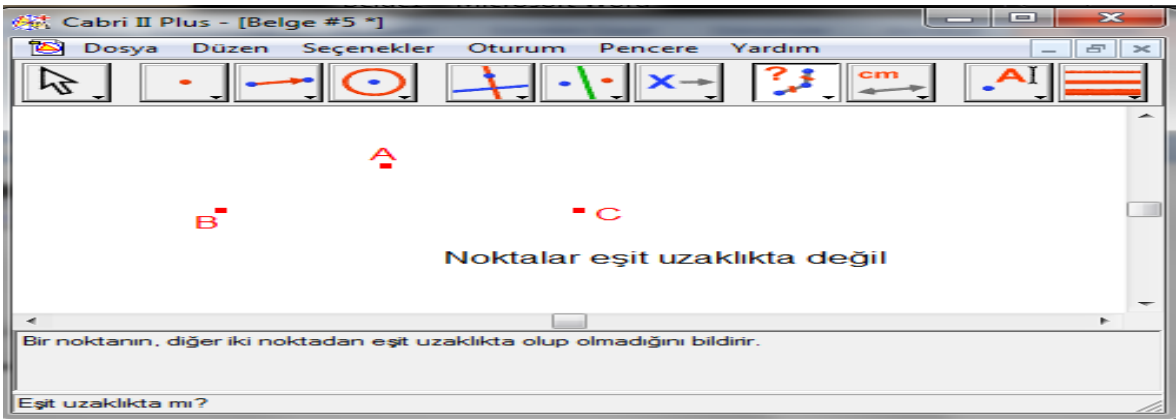 Cabri II Plus - [Belge #5 *]
Dosya Düzen Seçenekler Oturum Pencere Yardım
X ? cm A
A
B
C
Noktalar eşit uzaklıkta değil
Bir noktanın, diğer iki noktadan eşit uzaklıkta olup olmadığını bildirir.
Eşit uzaklıkta mı?